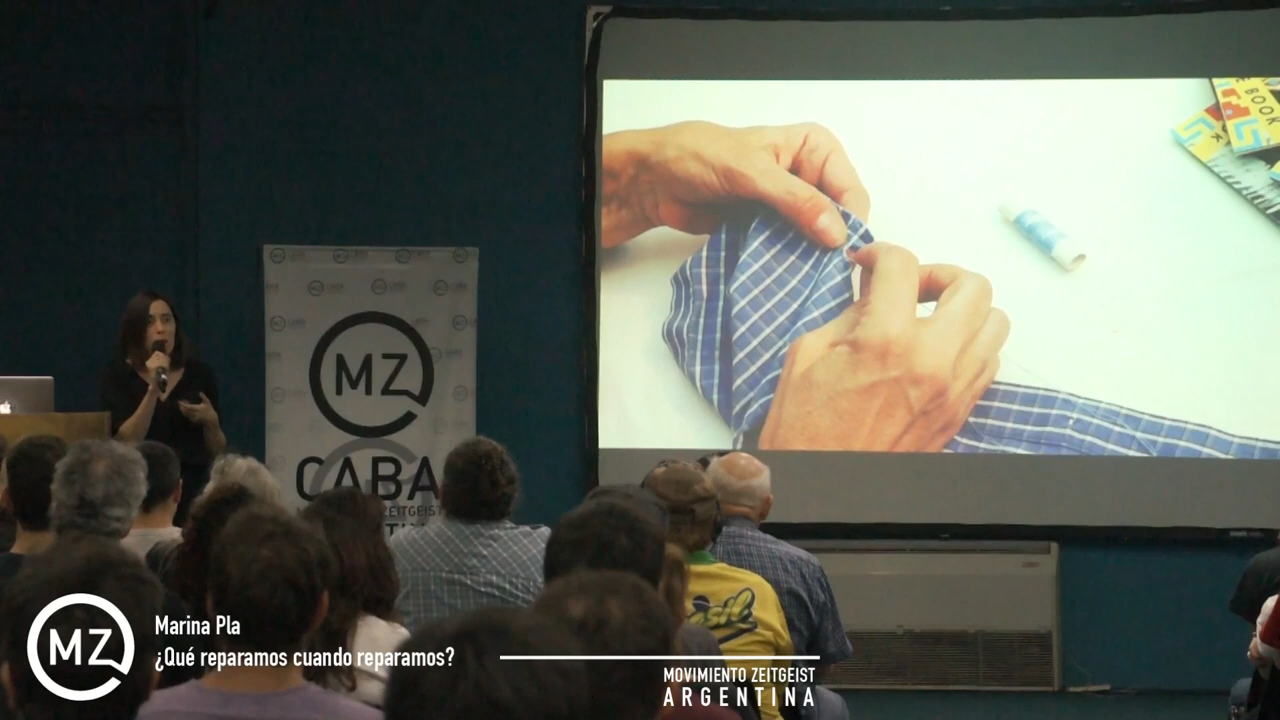 BOOK
MZ
CABA
ZEITGEIST
MZ
Marina Pla
¿Qué reparamos cuando reparamos?
MOVIMIENTO ZEITGEIST
ARGENTINA